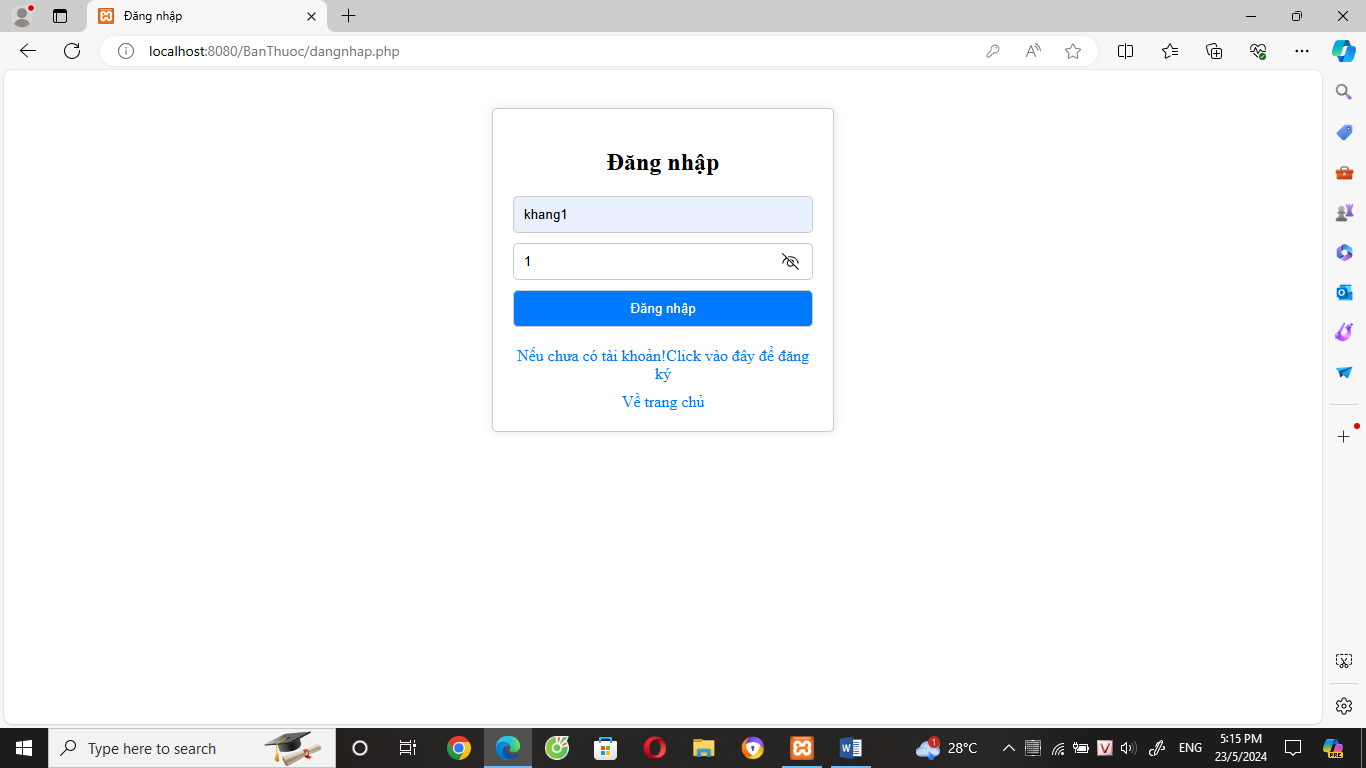 Đăng nhập
localhost:8080/BanThuoc/dangnhap.php
Đăng nhập
khang1
1
Đăng nhập
Nếu chưa có tài khoản!Click vào đây để đăng
ký
Về trang chủ
Type here to search
1
28°C
V
ENG
5:15 PM
23/5/2024
PRE